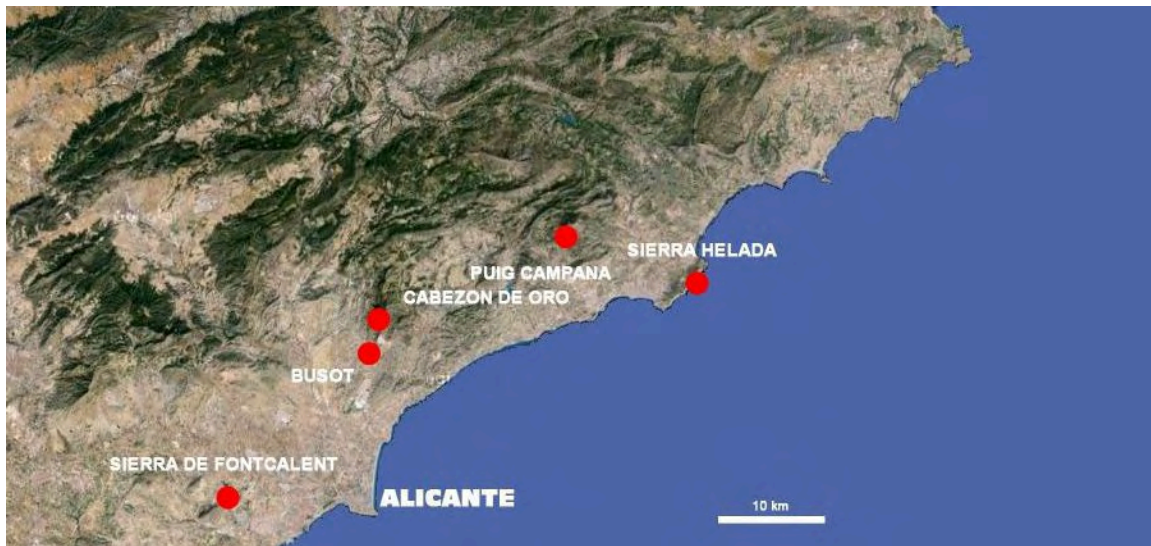 SIERRA HELADA
PUIG CAMPANA
CABEZON DE ORO
BUSOT
SIERRA DE FONTCALENT
ALICANTE
10 km